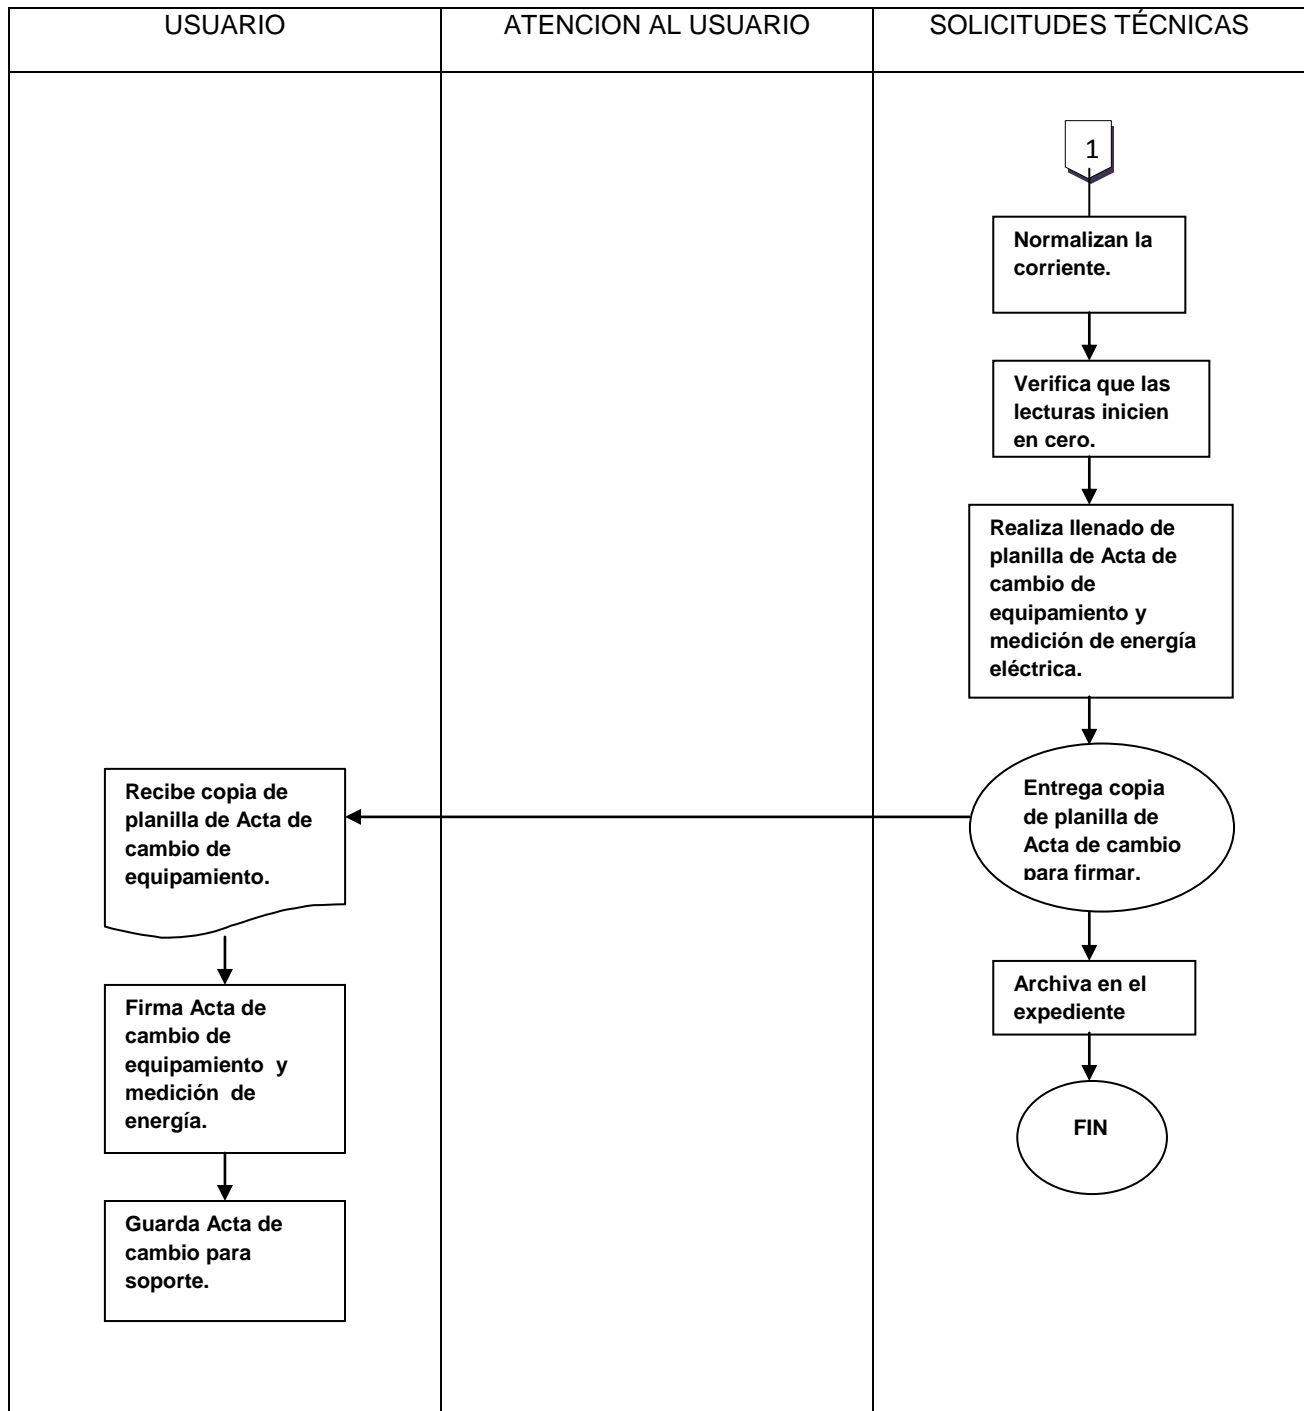 USUARIO
ATENCION AL USUARIO
SOLICITUDES TÉCNICAS
1
Normalizan la
corriente.
Verifica que las
lecturas inicien
en cero.
Realiza llenado de
planilla de Acta de
cambio de
equipamiento y
medición de energía
eléctrica.
Entrega copia
de planilla de
Acta de cambio
para firmar.
Recibe copia de
planilla de Acta de
cambio de
equipamiento.
Firma Acta de
cambio de
equipamiento y
medición de
energía.
Guarda Acta de
cambio para
soporte.
Archiva en el
expediente
FIN